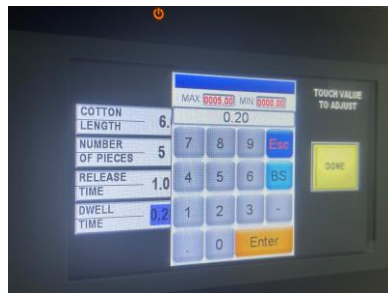 MAX 0005.00 MIN 0000.00
0.20
TOUCH VALUE
TO ADJUST
COTTON
LENGTH 6.
NUMBER
OF PIECES 5
RELEASE
TIME 1.0
DWELL
TIME 0.2
7 8 9 Esc
4 5 6 BS
1 2 3 -
. 0 Enter
DONE